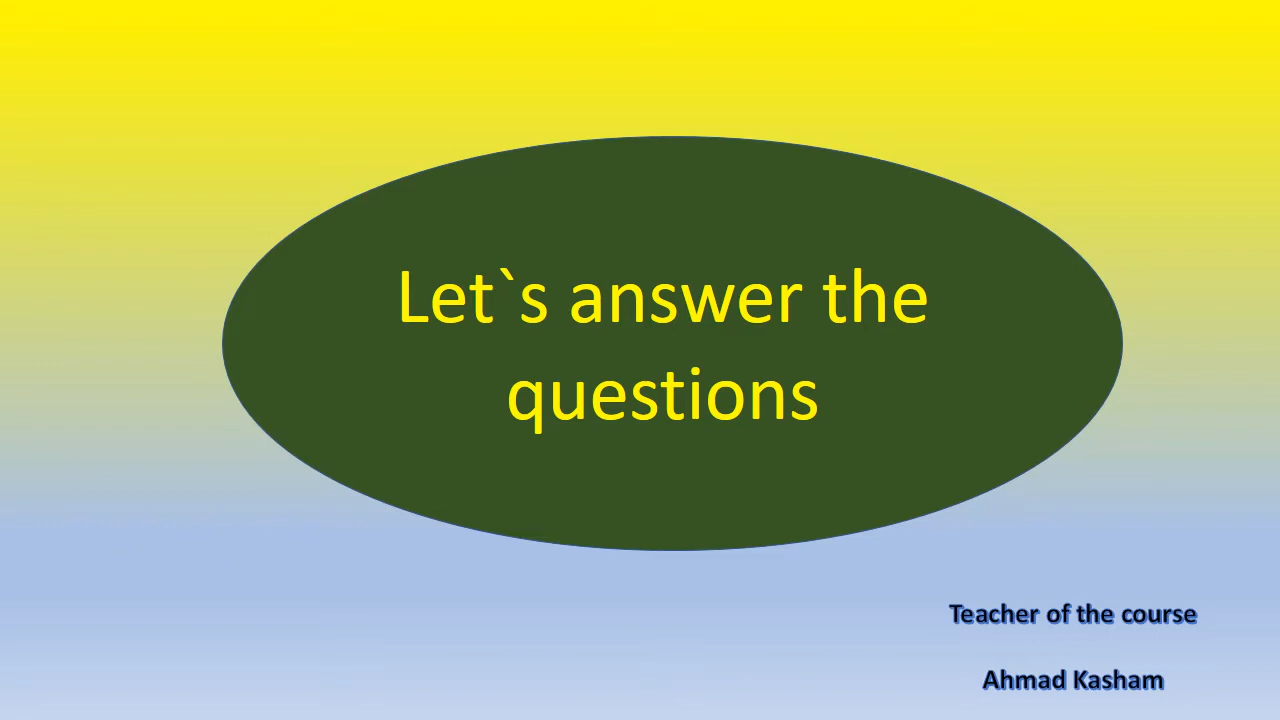 Let`s answer the
questions
Teacher of the course
Ahmad Kasham